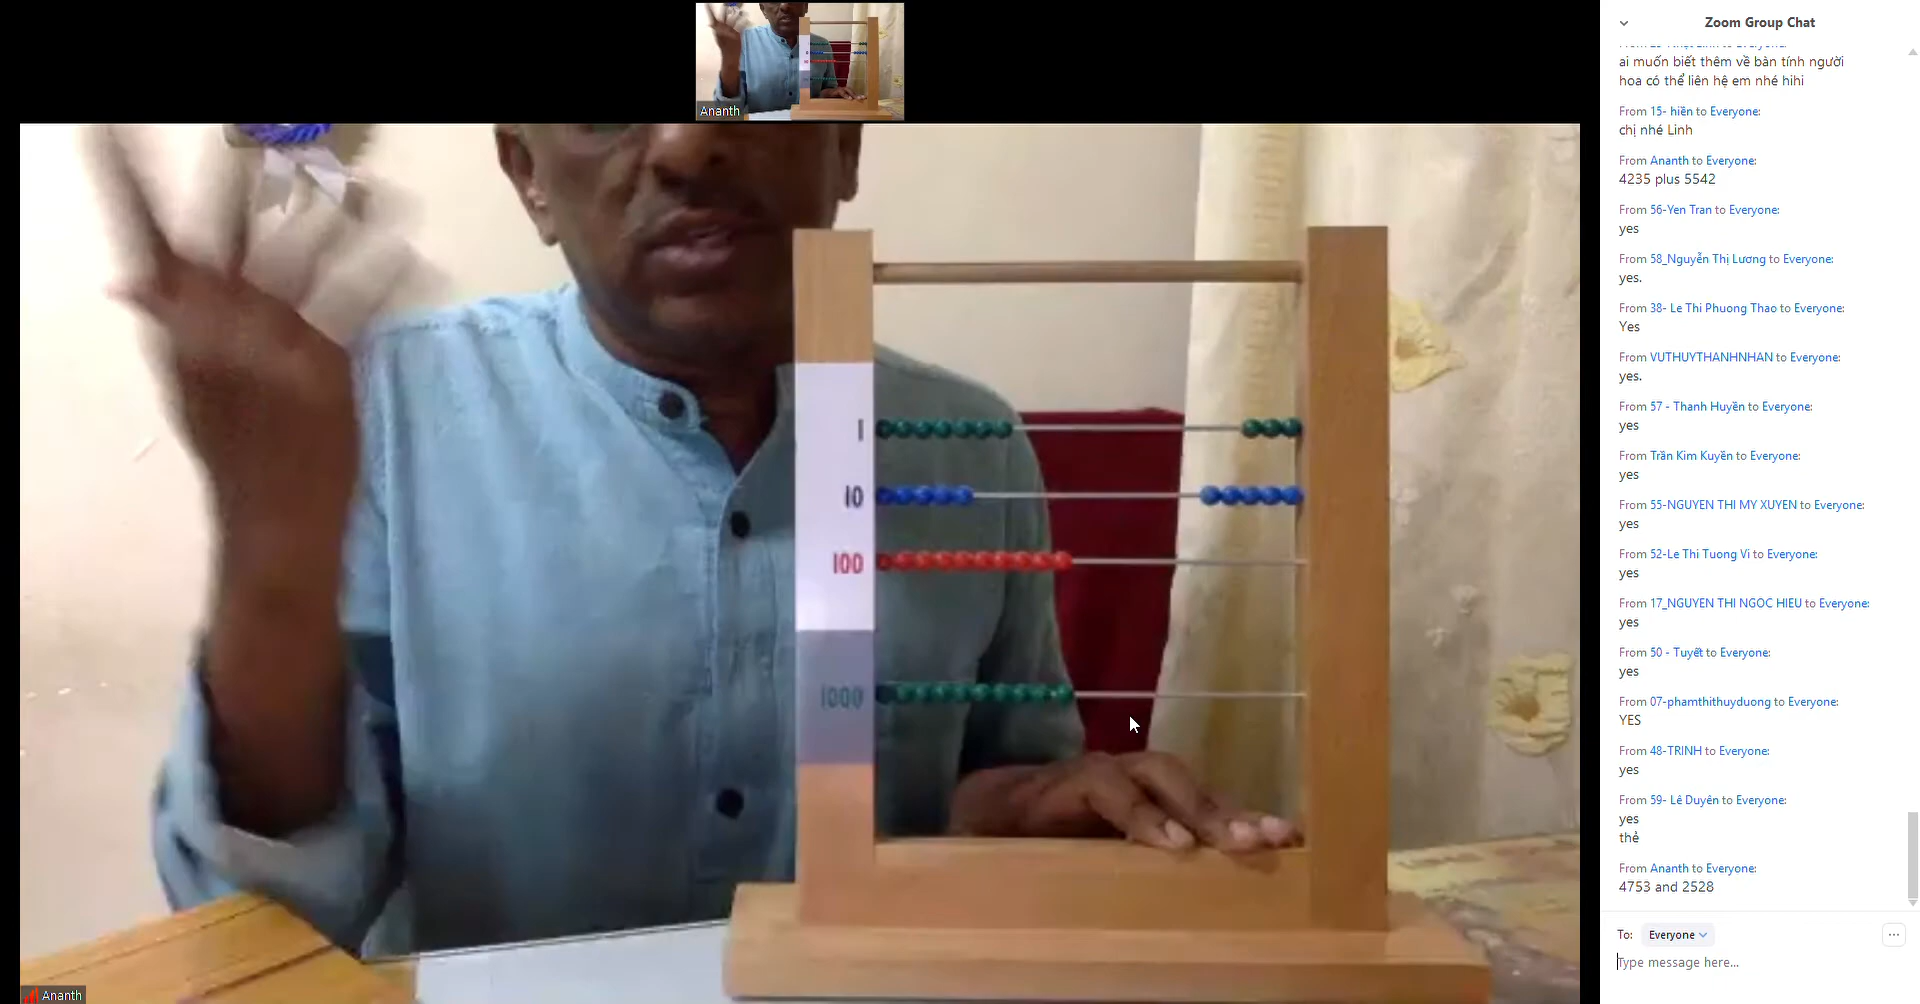 Ananth
1
10
100
1000
Ananth
Zoom Group Chat
ai muốn biết thêm về bàn tính người
hoa có thể liên hệ em nhé hihi
From 15- hiền to Everyone:
chị nhé Linh
From Ananth to Everyone:
4235 plus 5542
From 56-Yen Tran to Everyone:
yes
From 58_Nguyễn Thị Lương to Everyone:
yes.
From 38- Le Thi Phuong Thao to Everyone:
Yes
From VUTHUYTHANHNHAN to Everyone:
yes.
From 57 - Thanh Huyền to Everyone:
yes
From Trần Kim Kuyền to Everyone:
yes
From 55-NGUYEN THI MY XUYEN to Everyone:
yes
From 52-Le Thi Tuong Vi to Everyone:
yes
From 17_NGUYEN THI NGOC HIEU to Everyone:
yes
From 50 - Tuyết to Everyone:
yes
From 07-phamthithuyduong to Everyone:
YES
From 48-TRINH to Everyone:
yes
From 59- Lê Duyên to Everyone:
yes
thẻ
From Ananth to Everyone:
4753 and 2528
To: Everyone
Type message here...